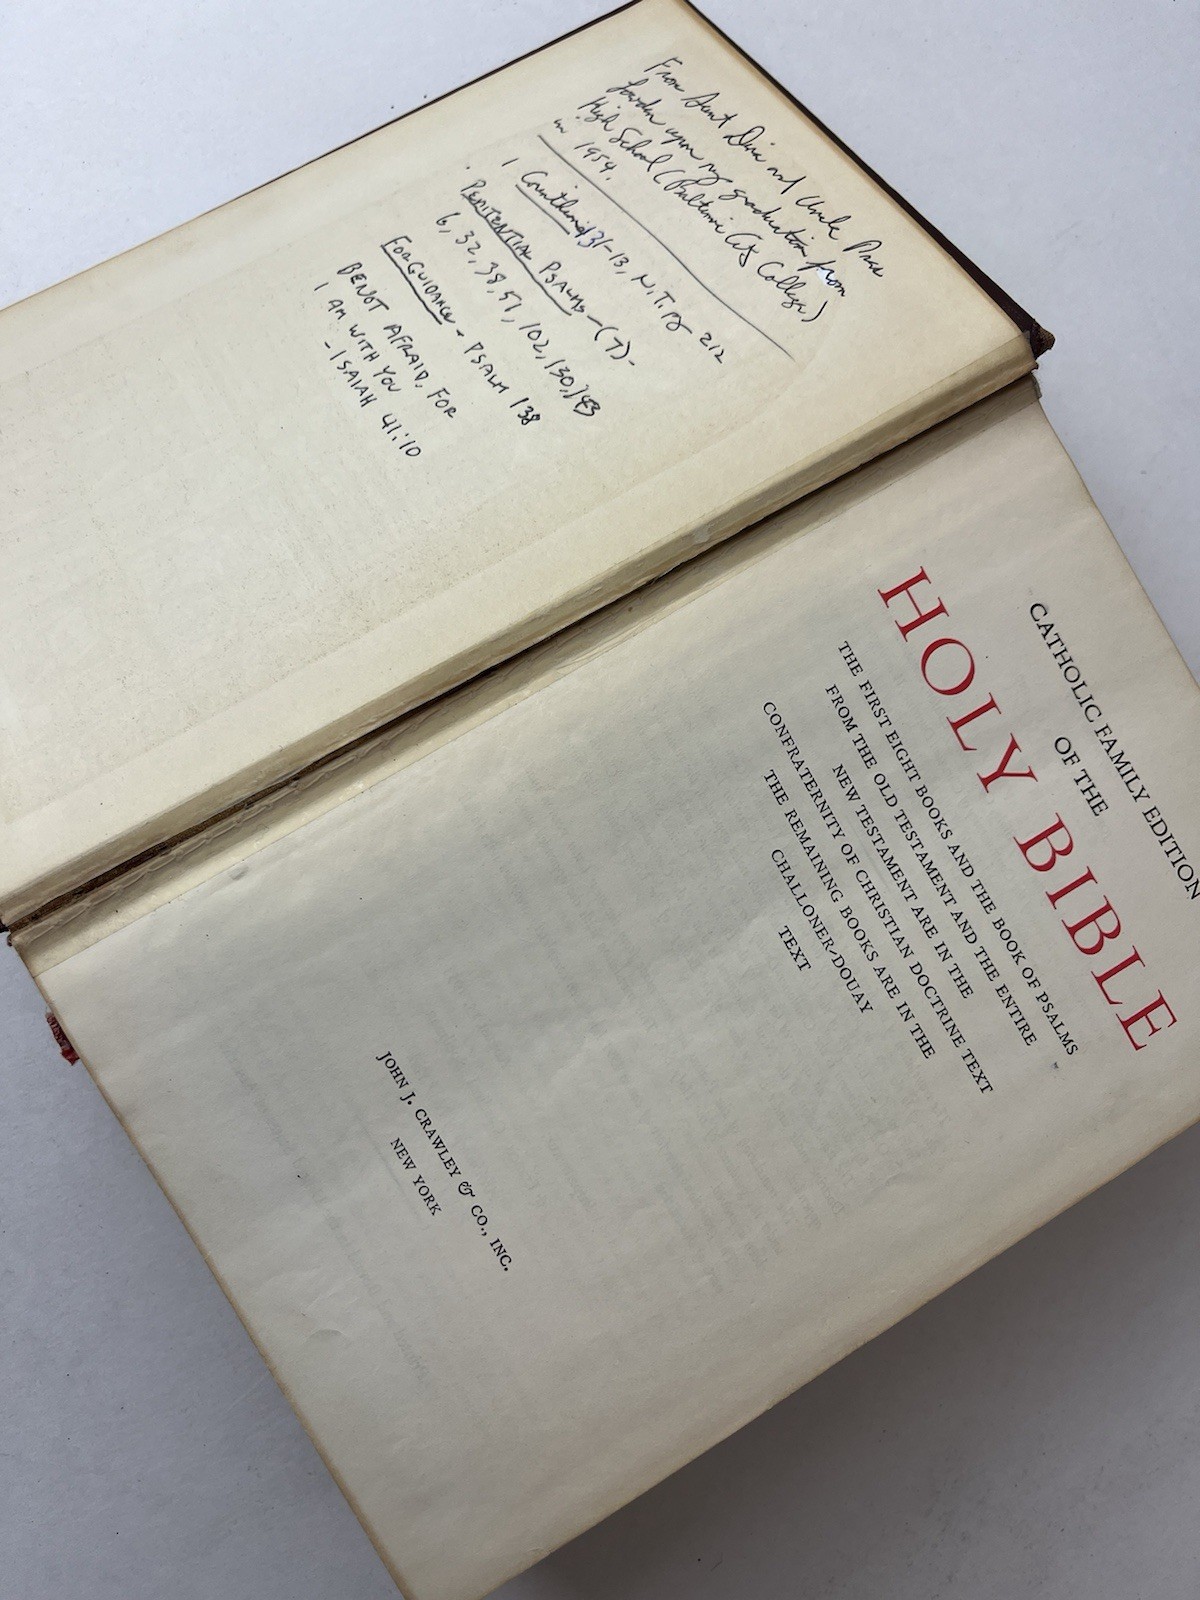 From Aunt Dina and Uncle
upon my graduation from
High School (Baltimore City College)
in 1954.
1 Corinthians 13 1-13, N.T. pg 212
PENITENTIAL PSALMS - (7) -
6, 32, 38, 51, 102, 130, 143
FOR GUIDANCE - PSALM 138
BE NOT AFRAID, FOR
I AM WITH YOU
- ISAIAH 41:10
CATHOLIC FAMILY EDITION
OF THE
HOLY BIBLE
THE FIRST EIGHT BOOKS AND THE BOOK OF PSALMS
FROM THE OLD TESTAMENT AND THE ENTIRE
NEW TESTAMENT ARE IN THE
CONFRATERNITY OF CHRISTIAN DOCTRINE TEXT
THE REMAINING BOOKS ARE IN THE
CHALLONER-DOUAY
TEXT
JOHN J. CRAWLEY & CO., INC.
NEW YORK